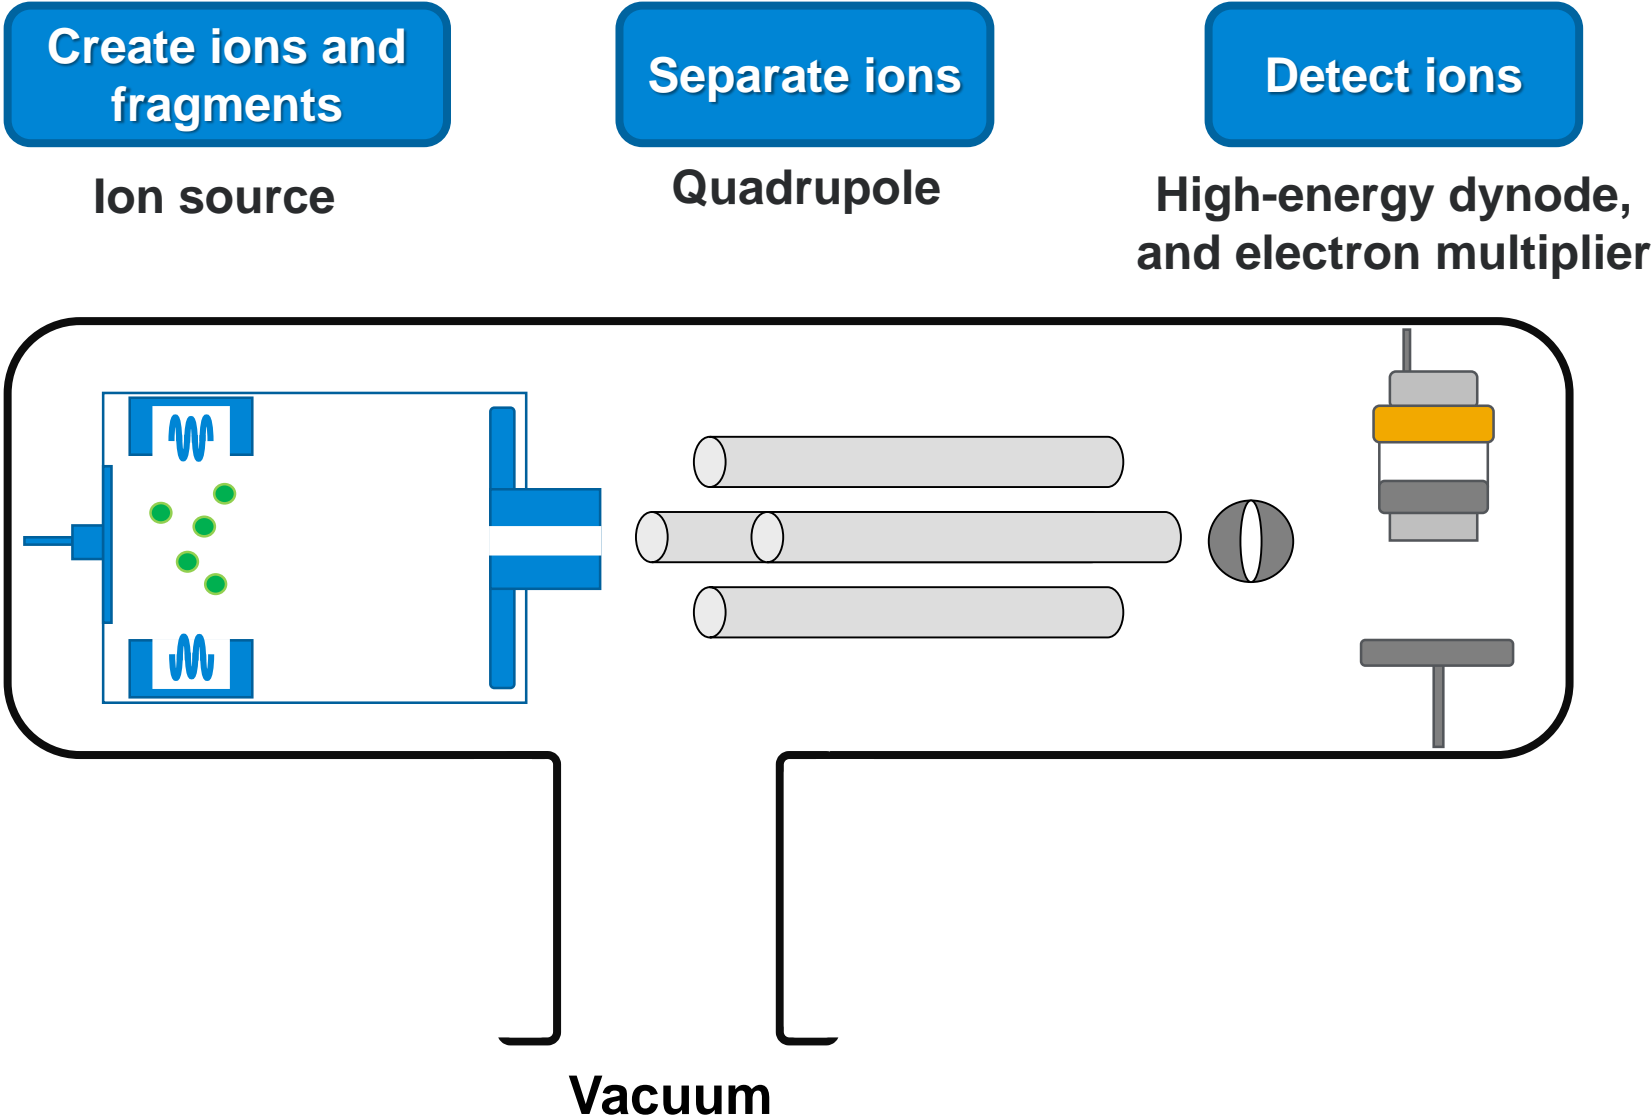 Create ions and
fragments
Separate ions
Detect ions
Ion source
Quadrupole
High-energy dynode,
and electron multiplier
Vacuum